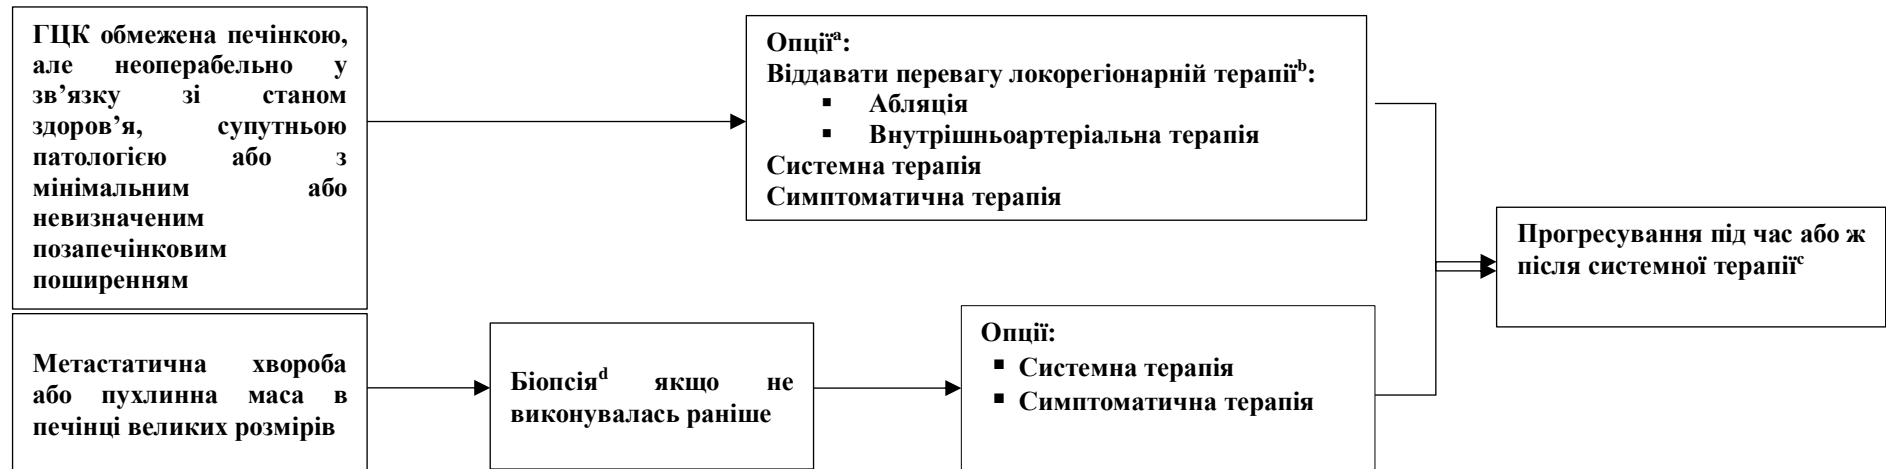 ГЦК обмежена печінкою,
але неоперабельно у
зв’язку зі станом
здоров’я, супутньою
патологією або з
мінімальним або
невизначеним
позапечінковим
поширенням
Опціїᵃ:
Віддавати перевагу локорегіонарній терапіїᵇ:
▪ Абляція
▪ Внутрішньоартеріальна терапія
Системна терапія
Симптоматична терапія
Прогресування під час або ж
після системної терапіїᶜ
Метастатична хвороба
або пухлинна маса в
печінці великих розмірів
Біопсіяᵈ якщо не
виконувалась раніше
Опції:
▪ Системна терапія
▪ Симптоматична терапія